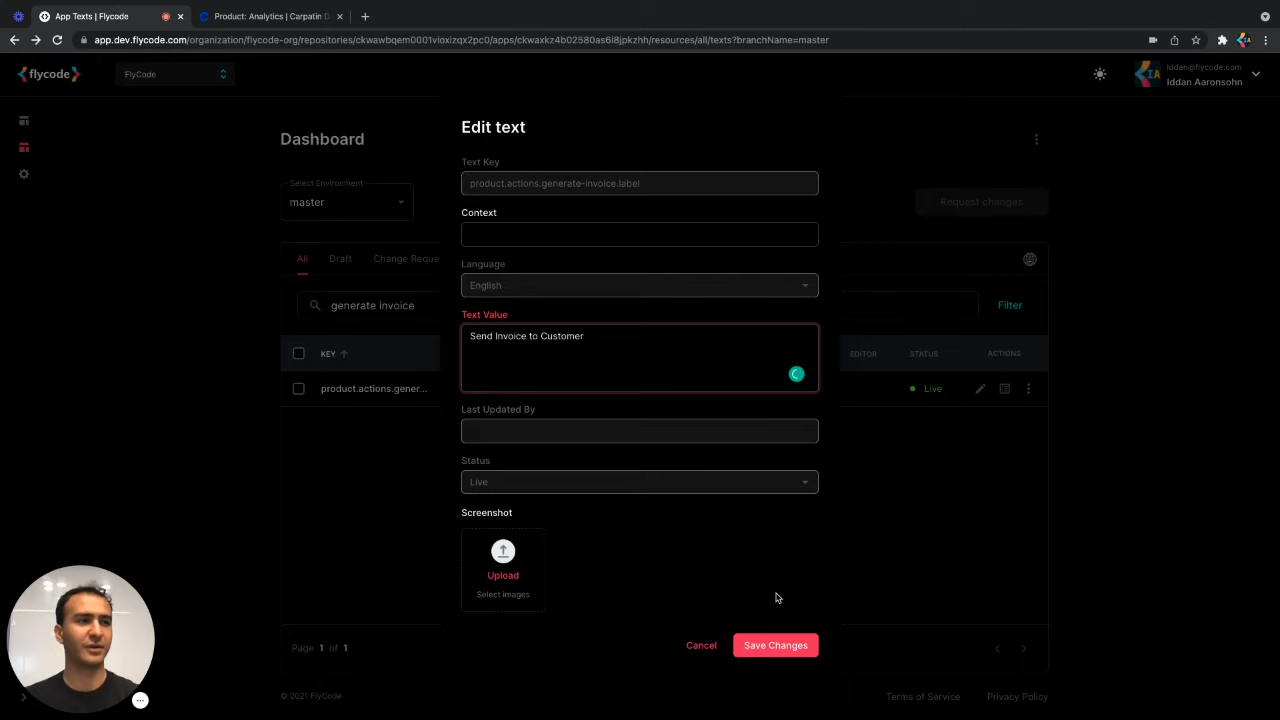 App Texts | Flycode
Product: Analytics | Carpatin D
app.dev.flycode.com/organization/flycode-org/repositories/ckwawbqem0001vioxizqx2pc0/apps/ckwaxkz4b02580as6i8jpkzhh/resources/all/texts?branchName=master
flycode
FlyCode
Iddan@flycode.com
Iddan Aaronsohn
IA
Dashboard
Select Environment
master
Request changes
All
Draft
Change Reque
generate invoice
Filter
KEY
EDITOR
STATUS
ACTIONS
product.actions.gener...
Live
Edit text
Text Key
product.actions.generate-invoice.label
Context
Language
English
Text Value
Send Invoice to Customer
Last Updated By
Status
Live
Screenshot
Upload
Select images
Cancel
Save Changes
Page 1 of 1
© 2021 FlyCode
Terms of Service
Privacy Policy